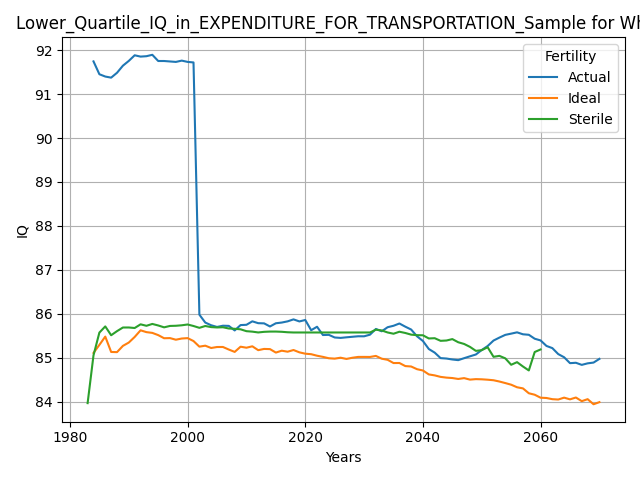 Lower_Quartile_IQ_in_EXPENDITURE_FOR_TRANSPORTATION_Sample for Wh
92
91
90
89
88
87
86
85
84
IQ
Fertility
Actual
Ideal
Sterile
1980 2000 2020 2040 2060
Years